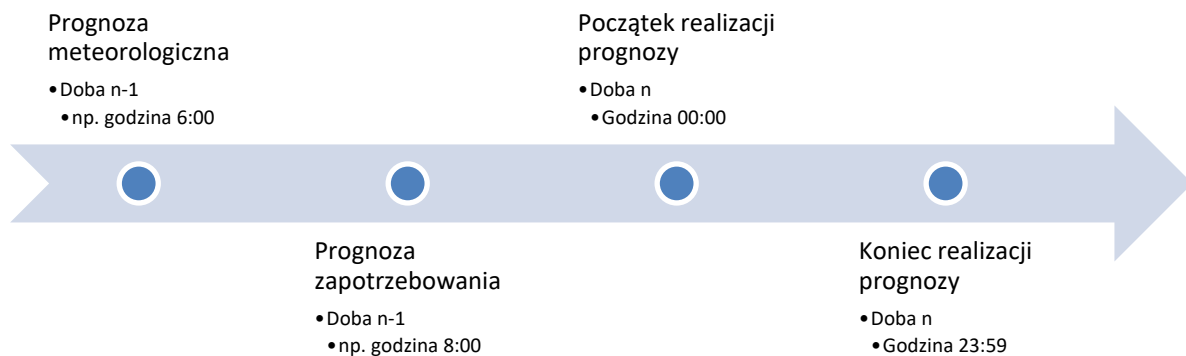 Prognoza
meteorologiczna
•Doba n-1
•np. godzina 6:00
Prognoza
zapotrzebowania
•Doba n-1
•np. godzina 8:00
Początek realizacji
prognozy
•Doba n
•Godzina 00:00
Koniec realizacji
prognozy
•Doba n
•Godzina 23:59